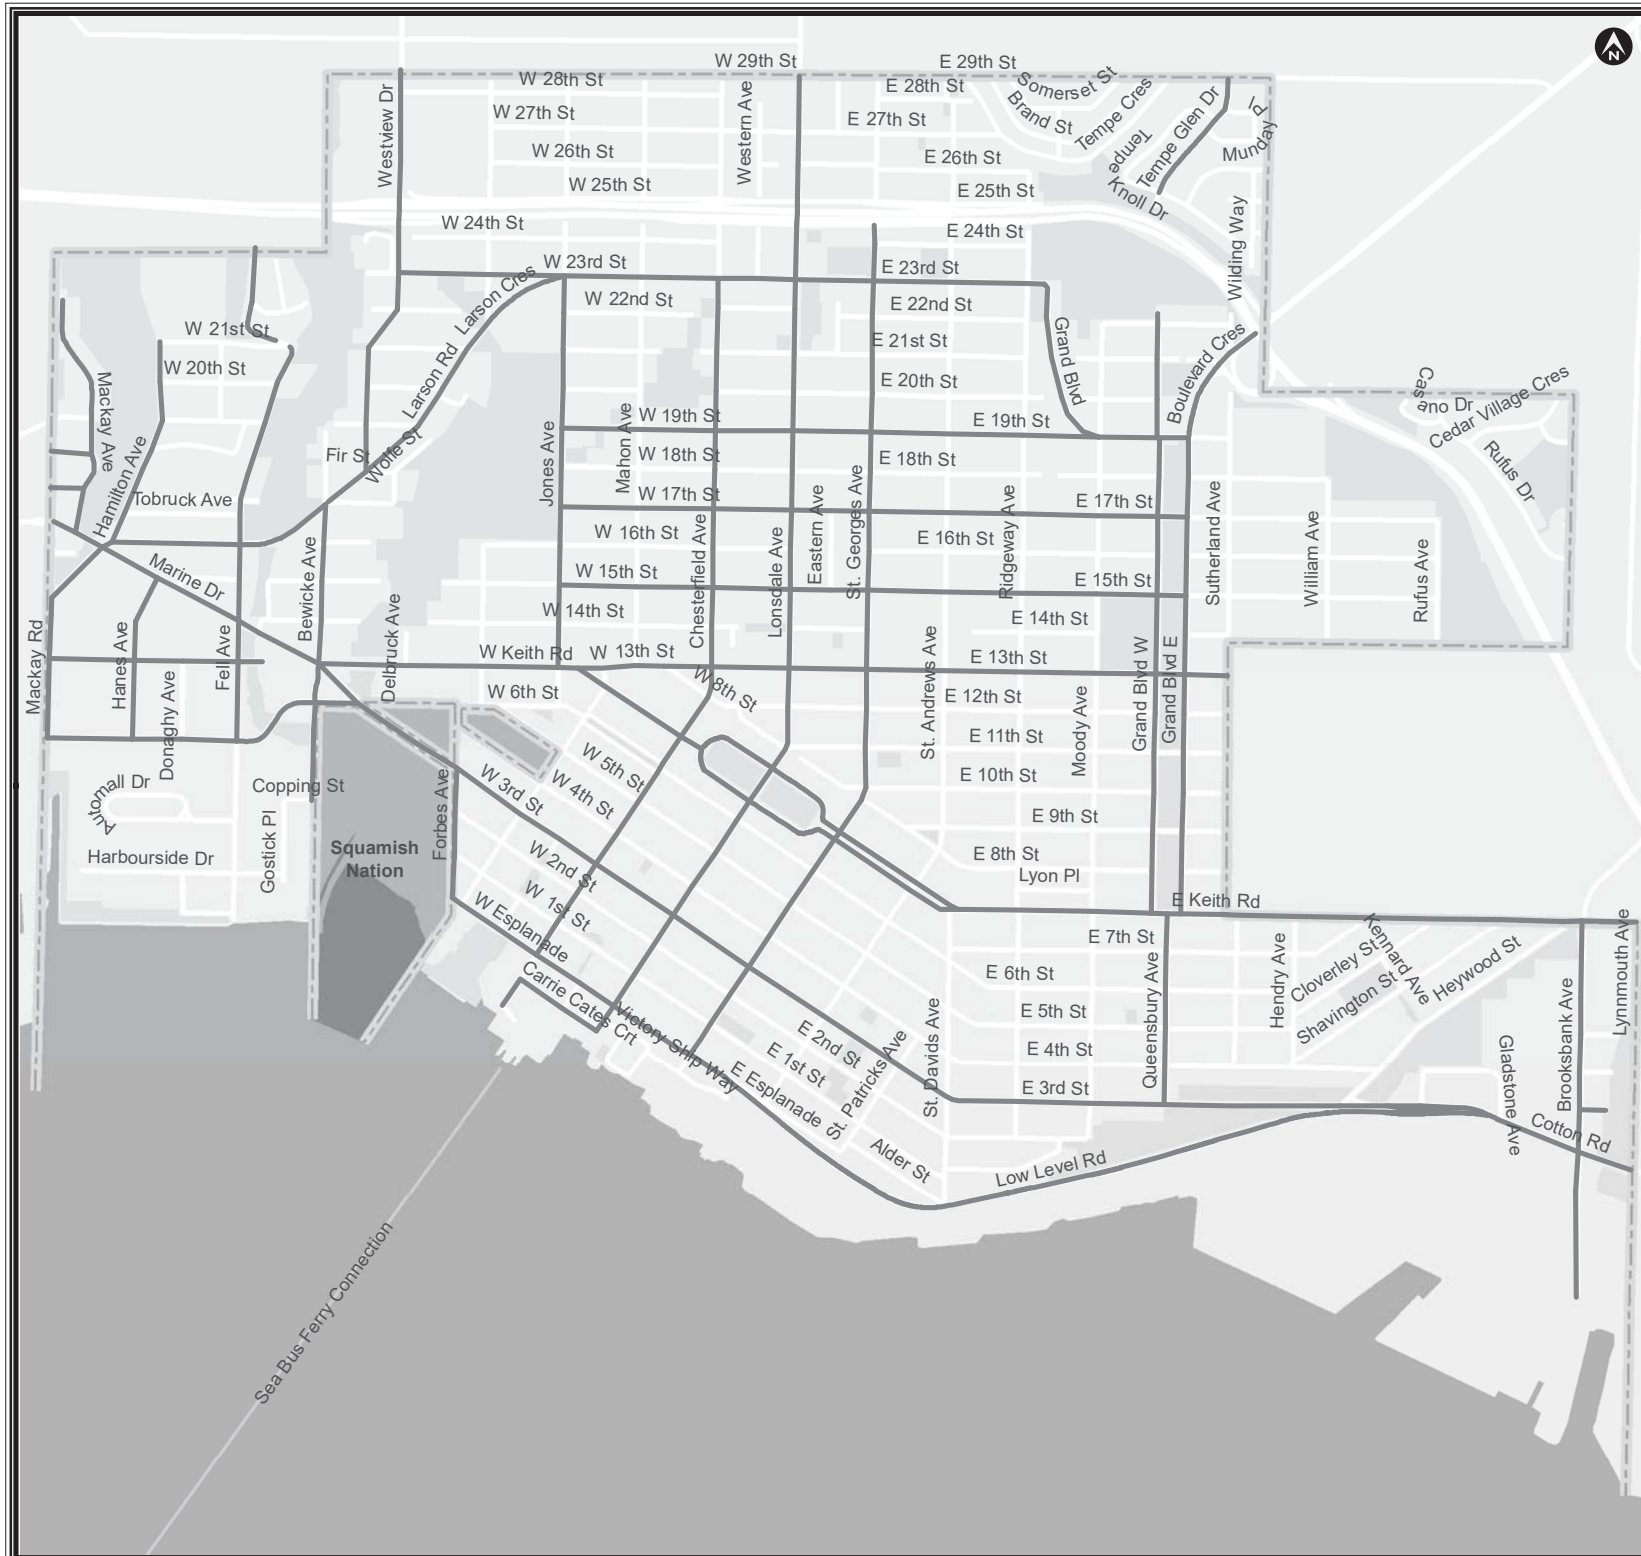 N
W 29th St
E 29th St
W 28th St
E 28th St
Somerset St
Brand St
Tempe Cres
Tempe Glen Dr
Tempe
Knoll Dr
Munday
Pl
Westview Dr
W 27th St
Western Ave
E 27th St
W 26th St
E 26th St
W 25th St
E 25th St
W 24th St
E 24th St
Wilding Way
W 23rd St
E 23rd St
Larson Cres
W 22nd St
E 22nd St
W 21st St
E 21st St
Grand Blvd
Boulevard Cres
W 20th St
E 20th St
Larson Rd
Mackay Ave
Hamilton Ave
W 19th St
E 19th St
Cas
ano Dr
Cedar Village Cres
Rufus Dr
Fir St
Wolfe St
Jones Ave
Mahon Ave
W 18th St
E 18th St
Tobruck Ave
W 17th St
E 17th St
Chesterfield Ave
Lonsdale Ave
Eastern Ave
St. Georges Ave
Ridgeway Ave
Sutherland Ave
William Ave
Rufus Ave
W 16th St
E 16th St
Marine Dr
Bewicke Ave
W 15th St
E 15th St
Delbruck Ave
W 14th St
E 14th St
Mackay Rd
Hanes Ave
Donaghy Ave
Fell Ave
W Keith Rd
W 13th St
E 13th St
St. Andrews Ave
Moody Ave
Grand Blvd W
Grand Blvd E
W 6th St
W 8th St
E 12th St
E 11th St
W 5th St
W 4th St
W 3rd St
E 10th St
Automall Dr
Copping St
Gostick Pl
Forbes Ave
E 9th St
Harbourside Dr
Squamish
Nation
W 2nd St
E 8th St
Lyon Pl
W 1st St
W Esplanade
E Keith Rd
E 7th St
Hendry Ave
Cloverley St
Kennard Ave
Shavington St
Heywood St
Lynnmouth Ave
Brooksbank Ave
Carrie Cates Crt
Victory Ship Way
E 6th St
Queensbury Ave
E 5th St
E 2nd St
E 1st St
E Esplanade
St. Patricks Ave
St. Davids Ave
E 4th St
E 3rd St
Gladstone Ave
Cotton Rd
Alder St
Low Level Rd
Sea Bus Ferry Connection